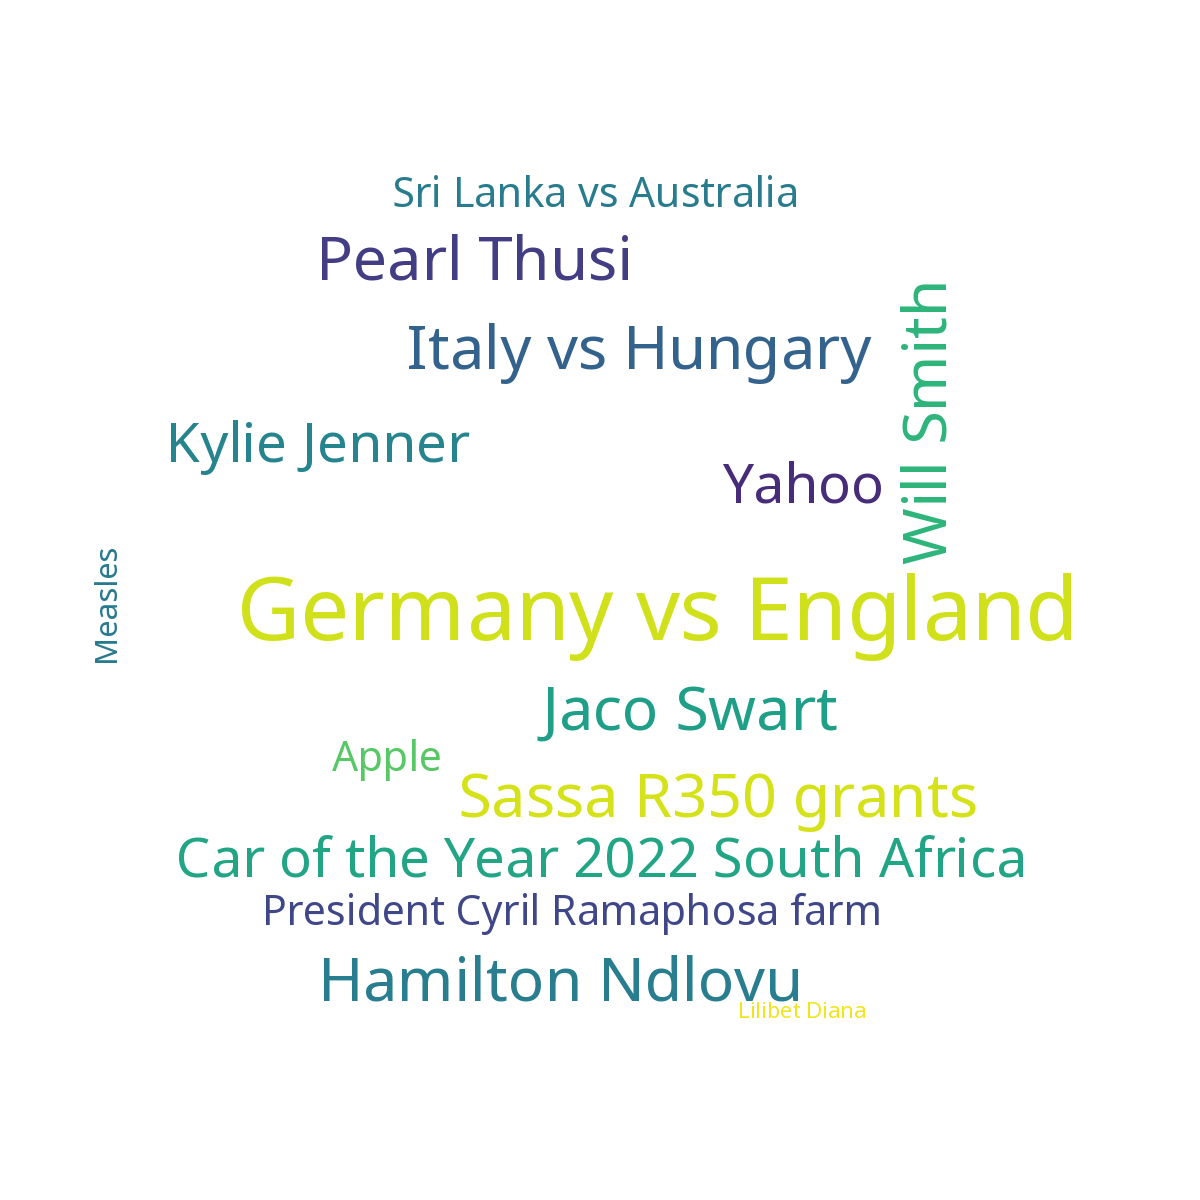 Sri Lanka vs Australia
Pearl Thusi
Italy vs Hungary
Will Smith
Kylie Jenner
Yahoo
Measles
Germany vs England
Jaco Swart
Apple
Sassa R350 grants
Car of the Year 2022 South Africa
President Cyril Ramaphosa farm
Hamilton Ndlovu
Lilibet Diana